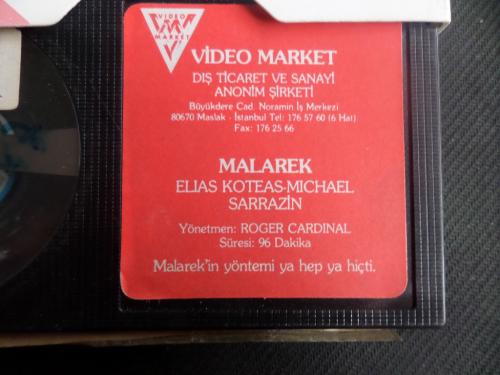 VİDEO
MARKET
VİDEO MARKET
DIŞ TİCARET VE SANAYİ
ANONİM ŞİRKETİ
Büyükdere Cad. Noramin İş Merkezi
80670 Maslak - İstanbul Tel: 176 57 60 (6 Hat)
Fax: 176 25 66
MALAREK
ELIAS KOTEAS-MICHAEL
SARRAZİN
Yönetmen: ROGER CARDINAL
Süresi: 96 Dakika
Malarek'in yöntemi ya hep ya hiçti.